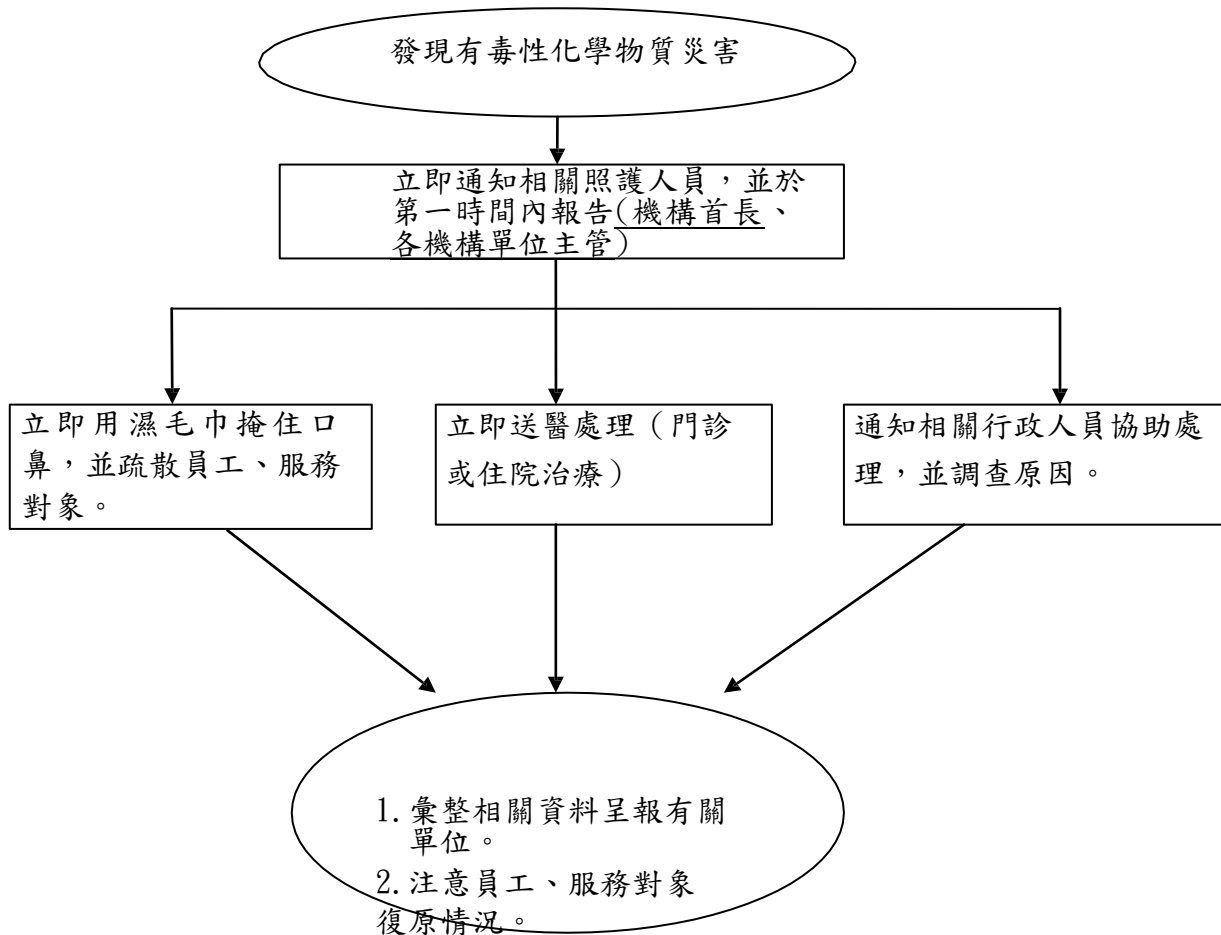 發現有毒性化學物質災害
立即通知相關照護人員，並於
第一時間內報告(機構首長、
各機構單位主管)
立即用濕毛巾掩住口
鼻，並疏散員工、服務
對象。
立即送醫處理（門診
或住院治療）
通知相關行政人員協助處
理，並調查原因。
1.彙整相關資料呈報有關
單位。
2.注意員工、服務對象
復原情況。